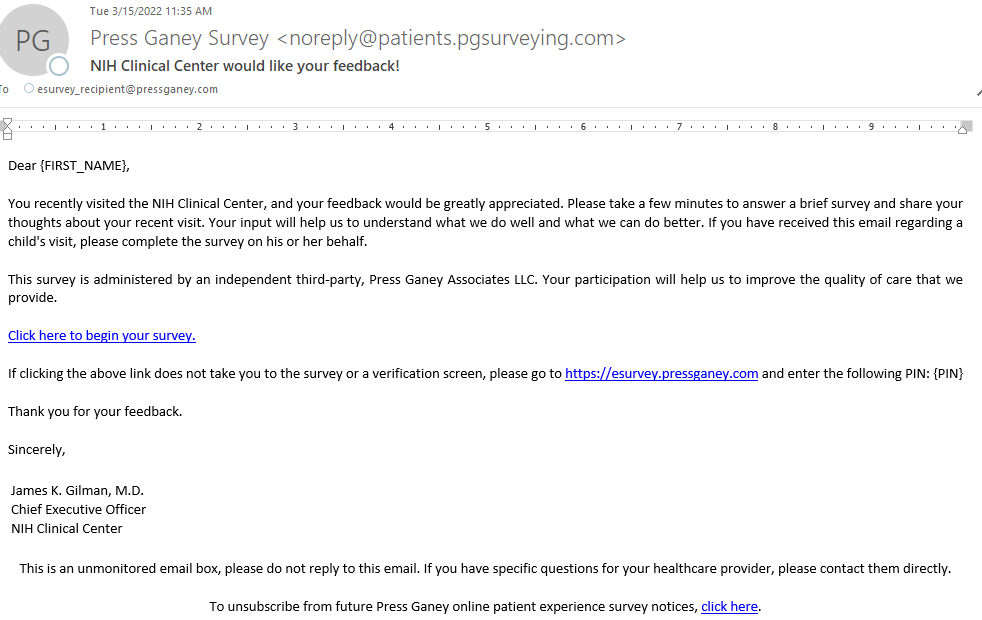 PG
Tue 3/15/2022 11:35 AM
Press Ganey Survey <noreply@patients.pgsurveying.com>
NIH Clinical Center would like your feedback!
To esurvey_recipient@pressganey.com
1 2 3 4 5 6 7 8 9
Dear {FIRST_NAME},
You recently visited the NIH Clinical Center, and your feedback would be greatly appreciated. Please take a few minutes to answer a brief survey and share your
thoughts about your recent visit. Your input will help us to understand what we do well and what we can do better. If you have received this email regarding a
child's visit, please complete the survey on his or her behalf.
This survey is administered by an independent third-party, Press Ganey Associates LLC. Your participation will help us to improve the quality of care that we
provide.
Click here to begin your survey.
If clicking the above link does not take you to the survey or a verification screen, please go to https://esurvey.pressganey.com and enter the following PIN: {PIN}
Thank you for your feedback.
Sincerely,
James K. Gilman, M.D.
Chief Executive Officer
NIH Clinical Center
This is an unmonitored email box, please do not reply to this email. If you have specific questions for your healthcare provider, please contact them directly.
To unsubscribe from future Press Ganey online patient experience survey notices, click here.